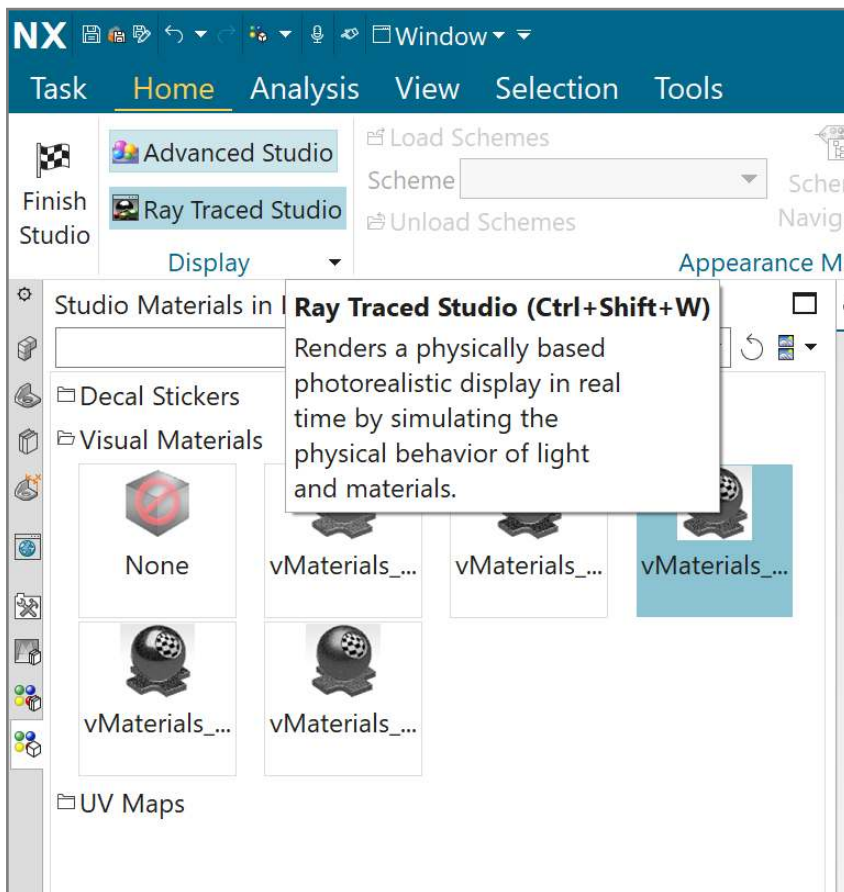 NX Window
Task Home Analysis View Selection Tools
Finish
Studio
Advanced Studio
Ray Traced Studio
Display
Load Schemes
Scheme
Unload Schemes
Navig
Appearance M
Studio Materials in
Ray Traced Studio (Ctrl+Shift+W)
Renders a physically based
photorealistic display in real
time by simulating the
physical behavior of light
and materials.
Decal Stickers
Visual Materials
None vMaterials_... vMaterials_... vMaterials_...
vMaterials_... vMaterials_...
UV Maps